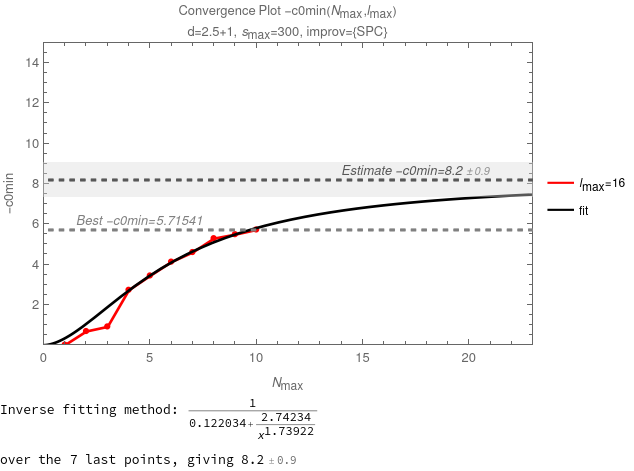 Convergence Plot −c0min(Nmax,lmax)
d=2.5+1, smax=300, improv={SPC}
14
12
10
8
6
4
2
−c0min
Estimate −c0min=8.2 ±0.9
Best −c0min=5.71541
lmax=16
fit
0 5 10 15 20
Nmax
Inverse fitting method: 1
0.122034+ 2.74234
x1.73922
over the 7 last points, giving 8.2 ±0.9